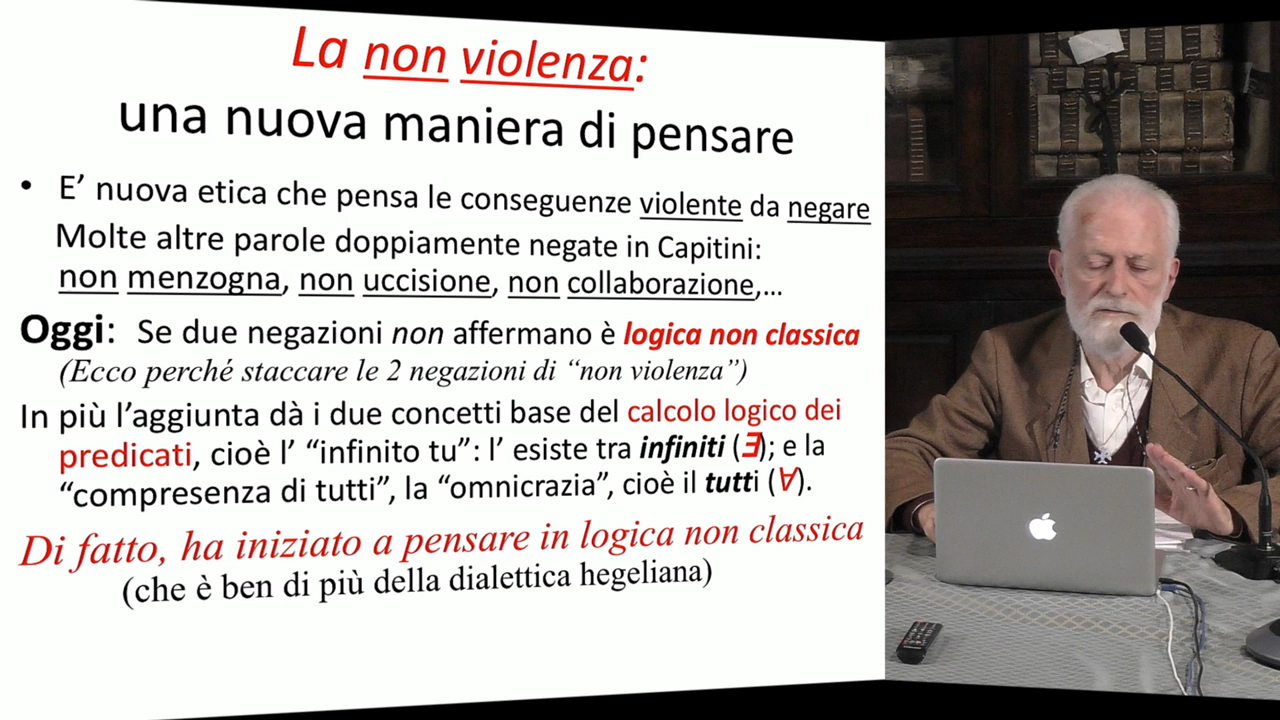 La non violenza:
una nuova maniera di pensare
• E’ nuova etica che pensa le conseguenze violente da negare
Molte altre parole doppiamente negate in Capitini:
non menzogna, non uccisione, non collaborazione,...
Oggi: Se due negazioni non affermano è logica non classica
(Ecco perché staccare le 2 negazioni di “non violenza”)
In più l’aggiunta dà i due concetti base del calcolo logico dei
predicati, cioè l’ “infinito tu”: l’ esiste tra infiniti (∃); e la
“compresenza di tutti”, la “omnicrazia”, cioè il tutti (∀).
Di fatto, ha iniziato a pensare in logica non classica
(che è ben di più della dialettica hegeliana)